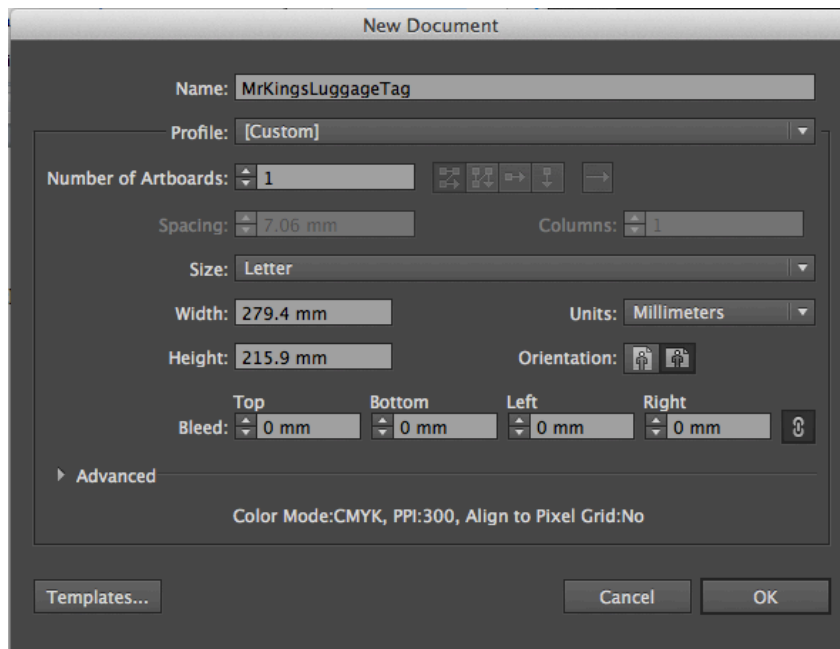 New Document
Name: MrKingsLuggageTag
Profile: [Custom]
Number of Artboards: 1
Spacing: 7.06 mm Columns: 1
Size: Letter
Width: 279.4 mm Units: Millimeters
Height: 215.9 mm Orientation:
Top Bottom Left Right
Bleed: 0 mm 0 mm 0 mm 0 mm
Advanced
Color Mode:CMYK, PPI:300, Align to Pixel Grid:No
Templates... Cancel OK